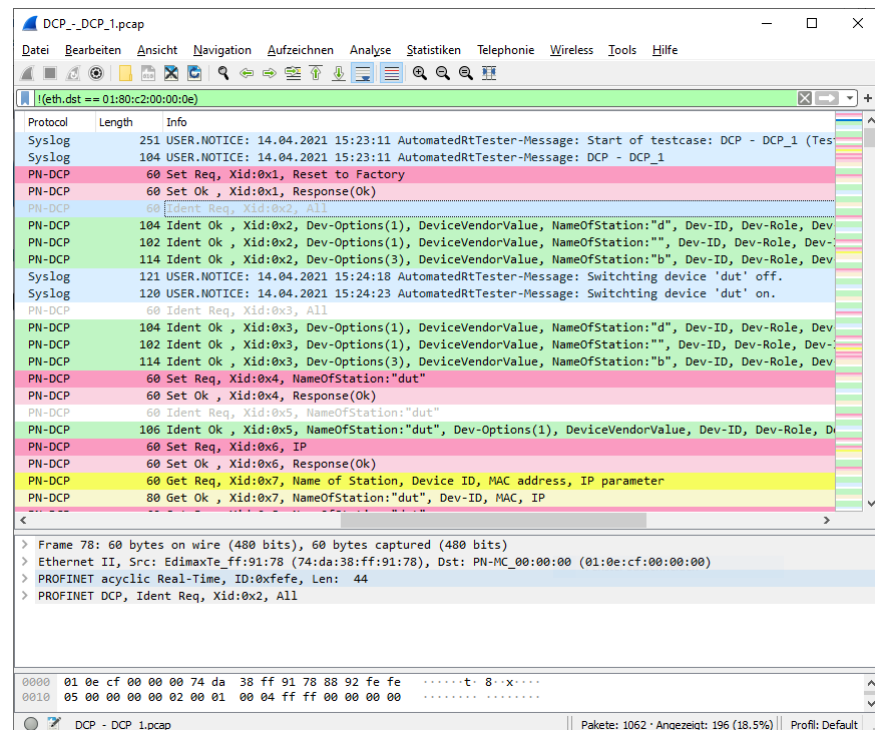 DCP_-_DCP_1.pcap
Datei Bearbeiten Ansicht Navigation Aufzeichnen Analyse Statistiken Telephonie Wireless Tools Hilfe
!(eth.dst == 01:80:c2:00:00:0e)
Protocol Length Info
Syslog 251 USER.NOTICE: 14.04.2021 15:23:11 AutomatedRtTester-Message: Start of testcase: DCP - DCP_1 (Tes
Syslog 104 USER.NOTICE: 14.04.2021 15:23:11 AutomatedRtTester-Message: DCP - DCP_1
PN-DCP 60 Set Req, Xid:0x1, Reset to Factory
PN-DCP 60 Set Ok , Xid:0x1, Response(Ok)
PN-DCP 60 Ident Req, Xid:0x2, All
PN-DCP 104 Ident Ok , Xid:0x2, Dev-Options(1), DeviceVendorValue, NameOfStation:"d", Dev-ID, Dev-Role, Dev
PN-DCP 102 Ident Ok , Xid:0x2, Dev-Options(1), DeviceVendorValue, NameOfStation:"", Dev-ID, Dev-Role, Dev-
PN-DCP 114 Ident Ok , Xid:0x2, Dev-Options(3), DeviceVendorValue, NameOfStation:"b", Dev-ID, Dev-Role, Dev
Syslog 121 USER.NOTICE: 14.04.2021 15:24:18 AutomatedRtTester-Message: Switchting device 'dut' off.
Syslog 120 USER.NOTICE: 14.04.2021 15:24:23 AutomatedRtTester-Message: Switchting device 'dut' on.
PN-DCP 60 Ident Req, Xid:0x3, All
PN-DCP 104 Ident Ok , Xid:0x3, Dev-Options(1), DeviceVendorValue, NameOfStation:"d", Dev-ID, Dev-Role, Dev
PN-DCP 102 Ident Ok , Xid:0x3, Dev-Options(1), DeviceVendorValue, NameOfStation:"", Dev-ID, Dev-Role, Dev-
PN-DCP 114 Ident Ok , Xid:0x3, Dev-Options(3), DeviceVendorValue, NameOfStation:"b", Dev-ID, Dev-Role, Dev
PN-DCP 60 Set Req, Xid:0x4, NameOfStation:"dut"
PN-DCP 60 Set Ok , Xid:0x4, Response(Ok)
PN-DCP 60 Ident Req, Xid:0x5, NameOfStation:"dut"
PN-DCP 106 Ident Ok , Xid:0x5, NameOfStation:"dut", Dev-Options(1), DeviceVendorValue, Dev-ID, Dev-Role, D
PN-DCP 60 Set Req, Xid:0x6, IP
PN-DCP 60 Set Ok , Xid:0x6, Response(Ok)
PN-DCP 60 Get Req, Xid:0x7, Name of Station, Device ID, MAC address, IP parameter
PN-DCP 80 Get Ok , Xid:0x7, NameOfStation:"dut", Dev-ID, MAC, IP
> Frame 78: 60 bytes on wire (480 bits), 60 bytes captured (480 bits)
> Ethernet II, Src: EdimaxTe_ff:91:78 (74:da:38:ff:91:78), Dst: PN-MC_00:00:00 (01:0e:cf:00:00:00)
> PROFINET acyclic Real-Time, ID:0xfefe, Len: 44
> PROFINET DCP, Ident Req, Xid:0x2, All
0000 01 0e cf 00 00 00 74 da 38 ff 91 78 88 92 fe fe ······t· 8··x····
0010 05 00 00 00 00 02 00 01 00 04 ff ff 00 00 00 00 ········ ········
DCP_-_DCP_1.pcap Pakete: 1062 · Angezeigt: 196 (18.5%) Profil: Default